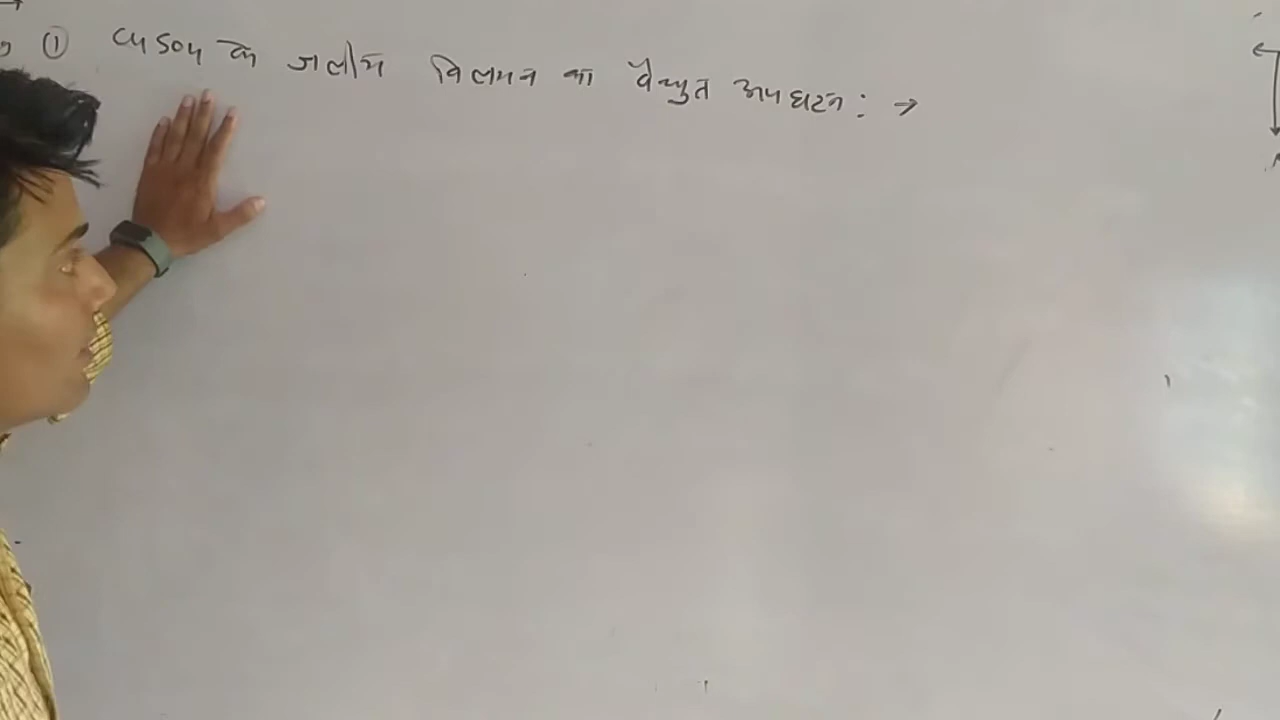 ① CuSO4 के जलीय विलयन का वैद्युत अपघटन : →